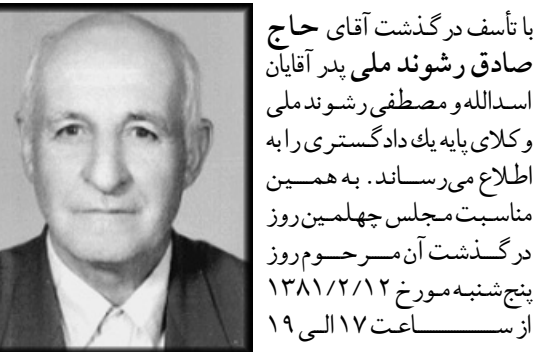 با تأسف درگذشت آقای حاج
صادق رشوند ملی پدر آقایان
اسدالله و مصطفی رشوند ملی
وکلای پایه یك دادگستری را به
اطلاع می‌رساند. به همین
مناسبت مجلس چهلمین روز
درگذشت آن مرحوم روز
پنج‌شنبه مورخ ۱۳۸۱/۲/۱۲
از ساعت ۱۷ الی ۱۹